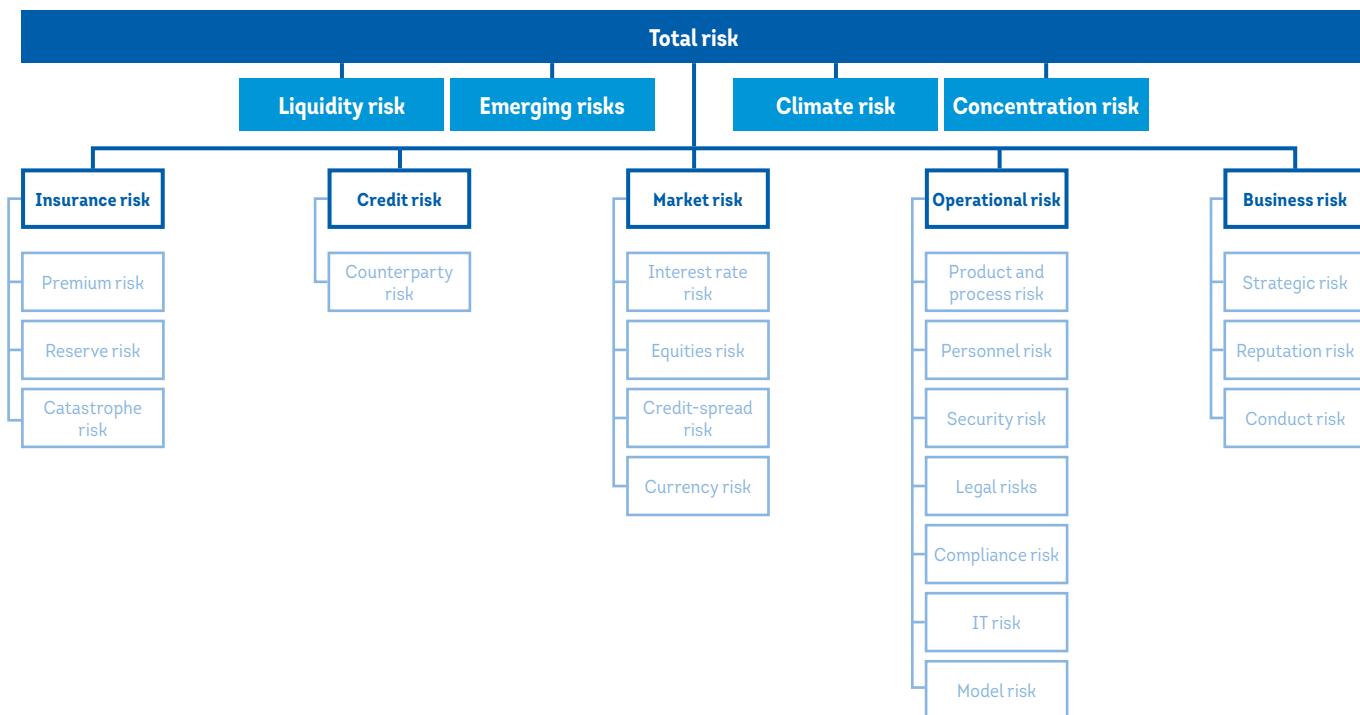 Total risk
Liquidity risk
Emerging risks
Climate risk
Concentration risk
Insurance risk
Credit risk
Market risk
Operational risk
Business risk
Premium risk
Reserve risk
Catastrophe
risk
Counterparty
risk
Interest rate
risk
Equities risk
Credit-spread
risk
Currency risk
Product and
process risk
Personnel risk
Security risk
Legal risks
Compliance risk
IT risk
Model risk
Strategic risk
Reputation risk
Conduct risk